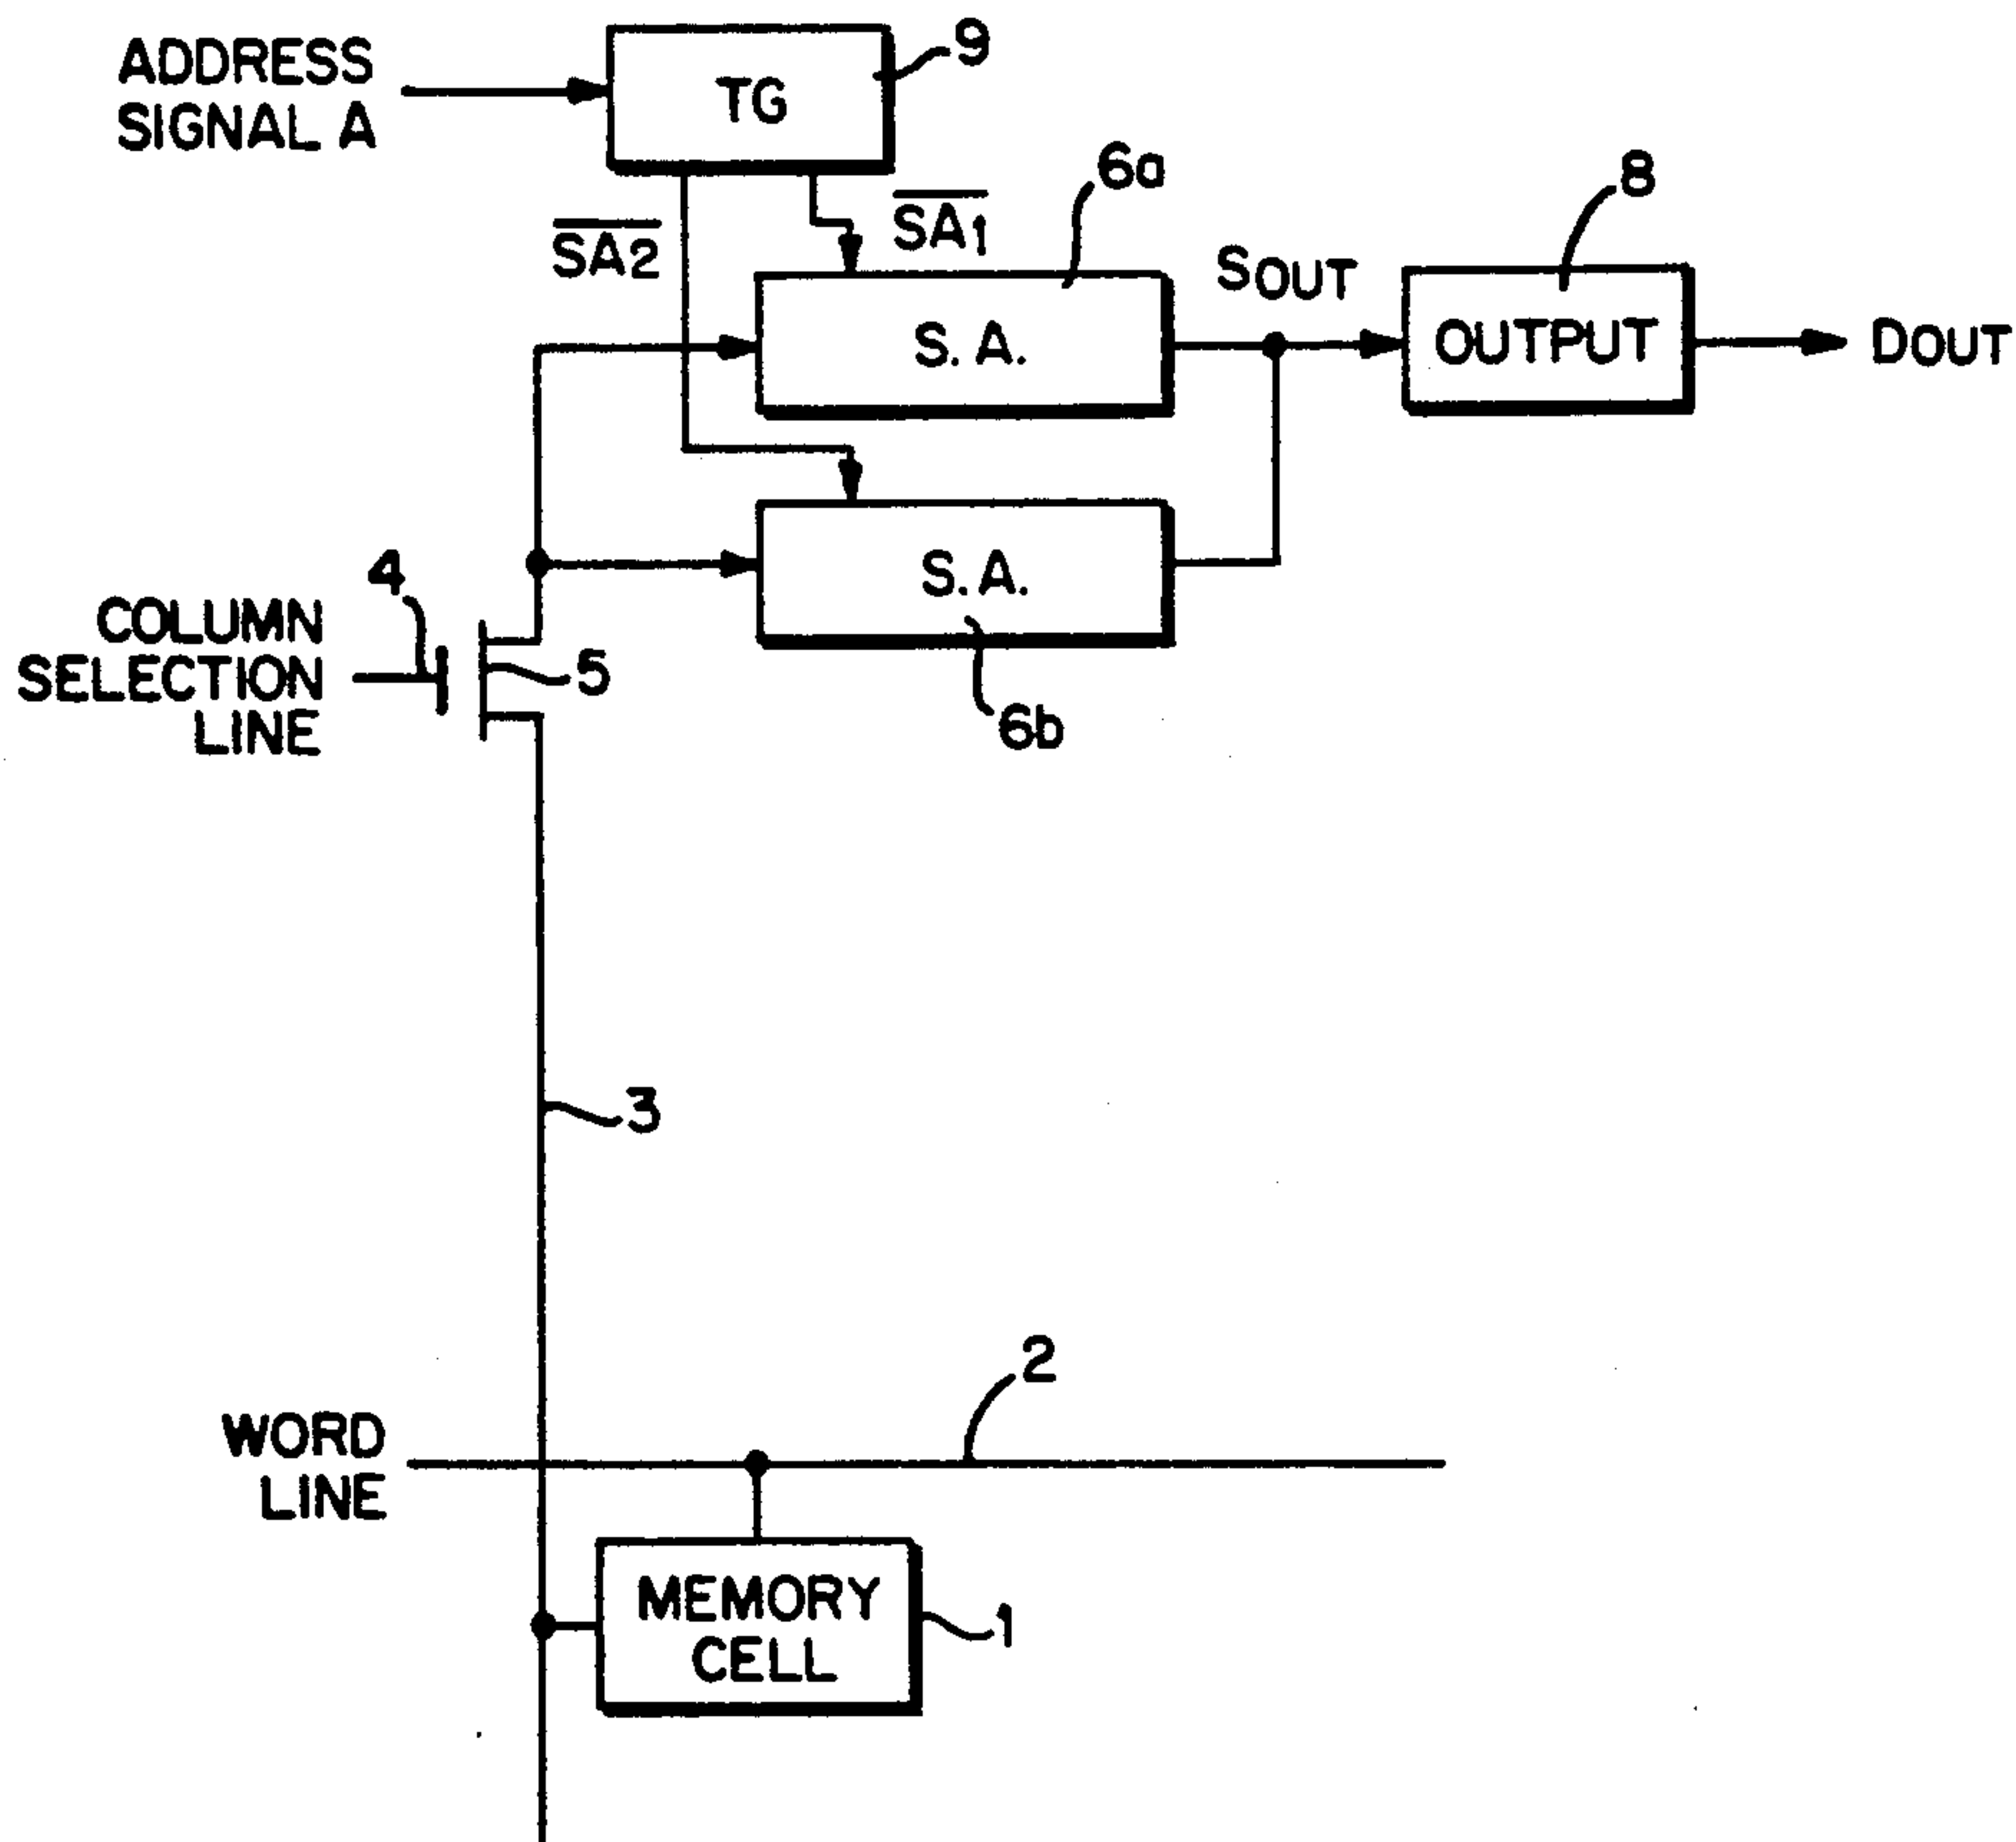 ADDRESS
SIGNAL A
TG
9
SA2
SA1
6a
8
SOUT
S. A.
OUTPUT
DOUT
S. A.
6b
4
COLUMN
SELECTION
LINE
5
3
2
WORD
LINE
MEMORY
CELL
1